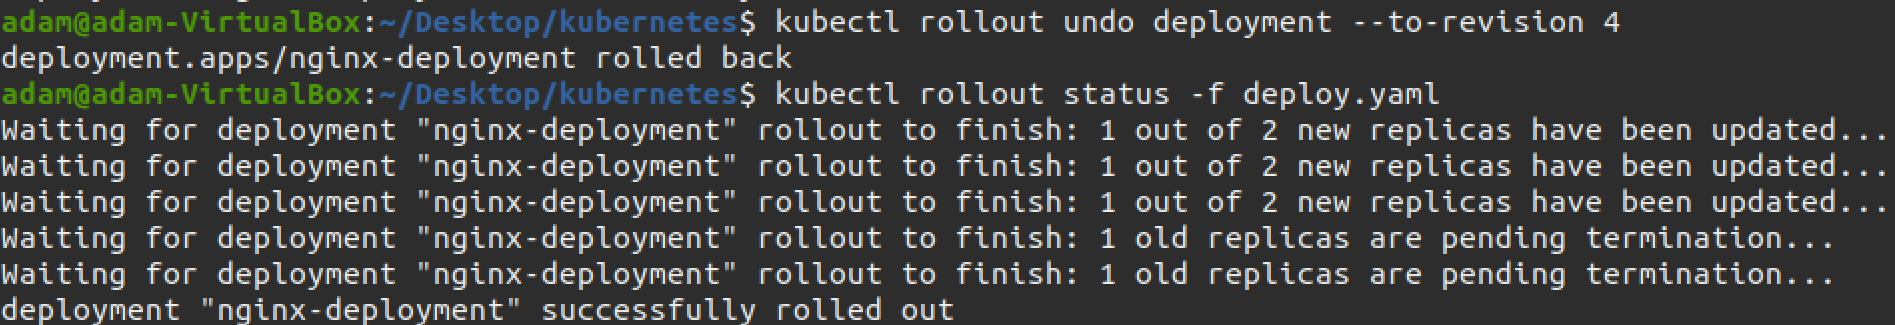 adam@adam-VirtualBox:~/Desktop/kubernetes$ kubectl rollout undo deployment --to-revision 4
deployment.apps/nginx-deployment rolled back
adam@adam-VirtualBox:~/Desktop/kubernetes$ kubectl rollout status -f deploy.yaml
Waiting for deployment "nginx-deployment" rollout to finish: 1 out of 2 new replicas have been updated...
Waiting for deployment "nginx-deployment" rollout to finish: 1 out of 2 new replicas have been updated...
Waiting for deployment "nginx-deployment" rollout to finish: 1 out of 2 new replicas have been updated...
Waiting for deployment "nginx-deployment" rollout to finish: 1 old replicas are pending termination...
Waiting for deployment "nginx-deployment" rollout to finish: 1 old replicas are pending termination...
deployment "nginx-deployment" successfully rolled out